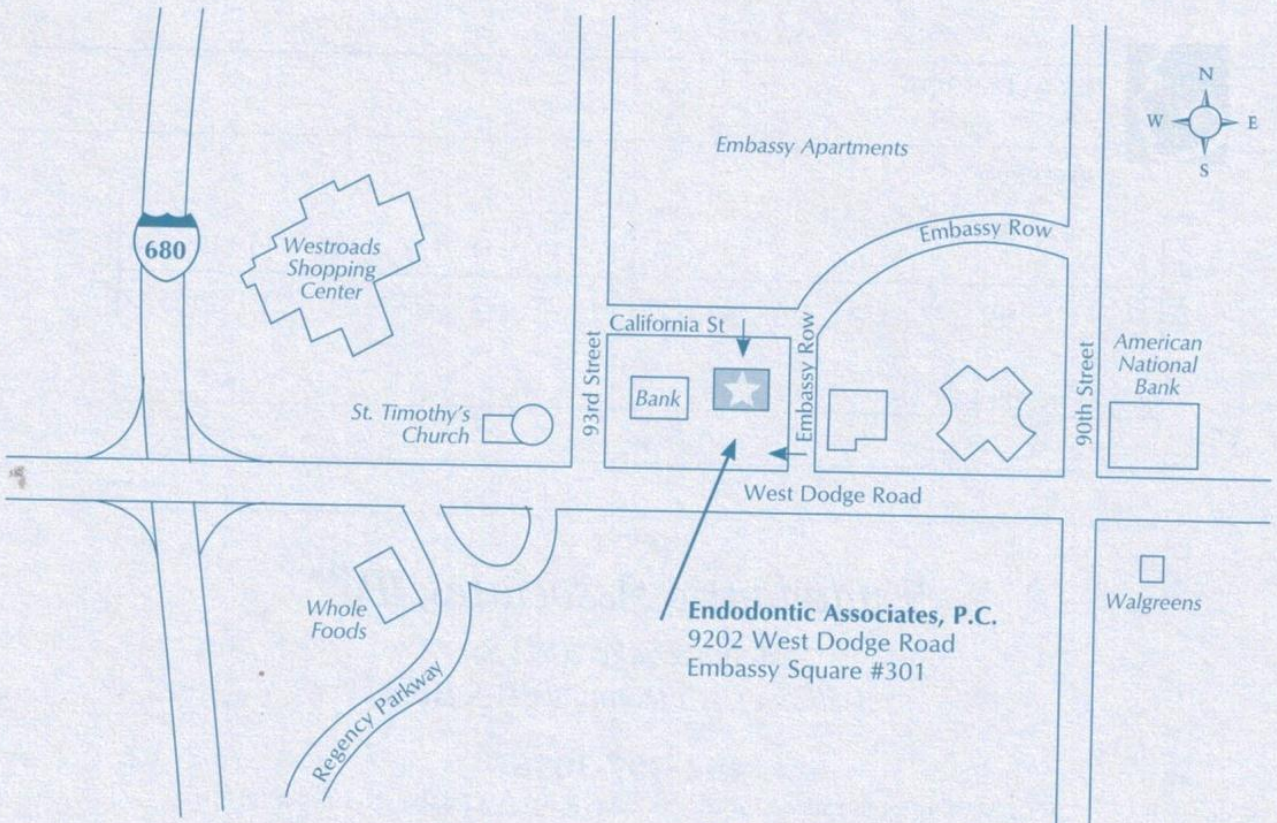 N
W
E
S
Embassy Apartments
Embassy Row
680
Westroads
Shopping
Center
California St
93rd Street
Bank
Embassy Row
90th Street
American
National
Bank
St. Timothy's
Church
West Dodge Road
Whole
Foods
Regency Parkway
Endodontic Associates, P.C.
9202 West Dodge Road
Embassy Square #301
Walgreens